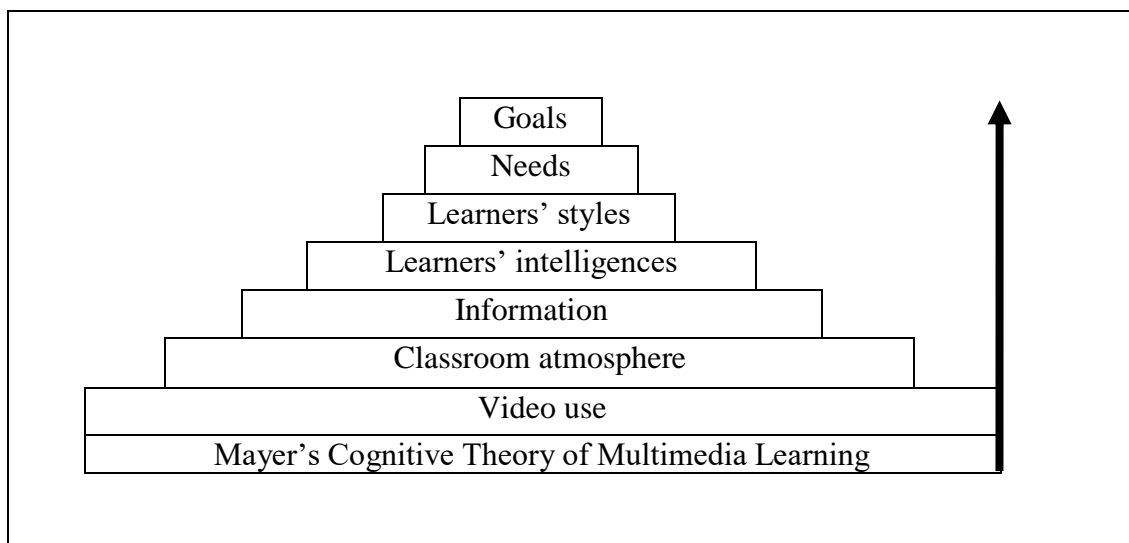 Goals
Needs
Learners’ styles
Learners’ intelligences
Information
Classroom atmosphere
Video use
Mayer’s Cognitive Theory of Multimedia Learning